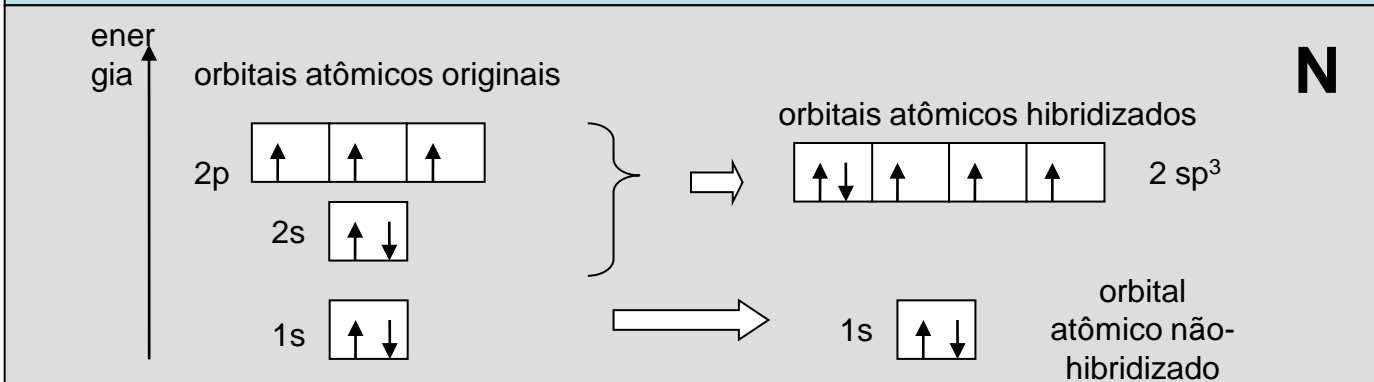 ener
gia
orbitais atômicos originais
N
orbitais atômicos hibridizados
2p
2 sp³
2s
1s
1s
orbital
atômico não-
hibridizado